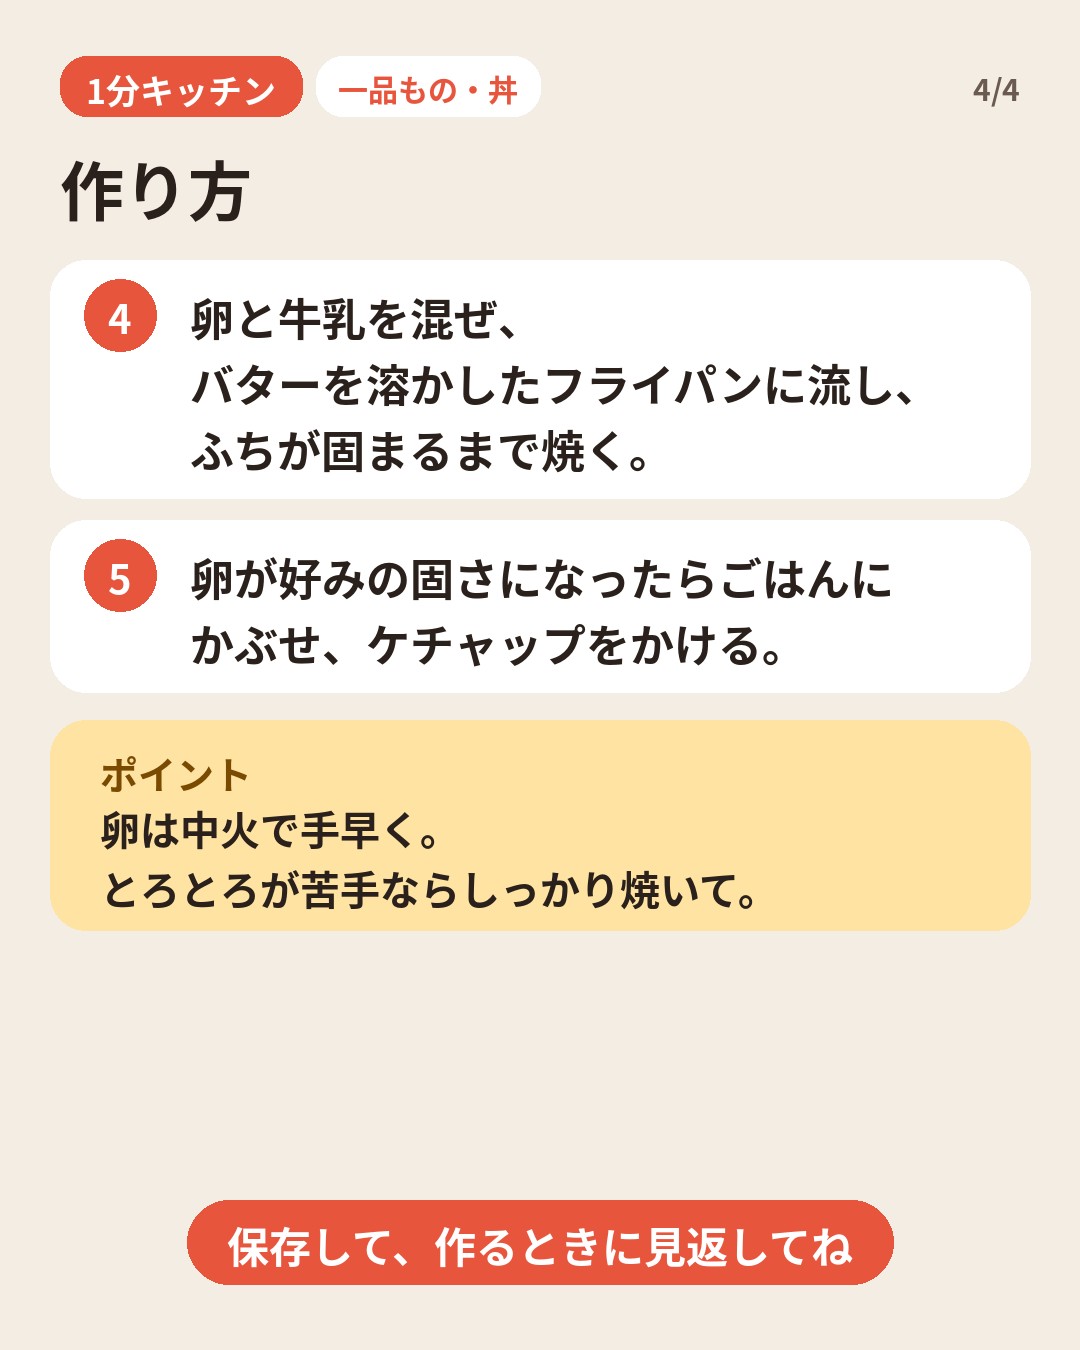 1分キッチン
一品もの・丼
4/4
作り方
4
卵と牛乳を混ぜ、
バターを溶かしたフライパンに流し、
ふちが固まるまで焼く。
5
卵が好みの固さになったらごはんに
かぶせ、ケチャップをかける。
ポイント
卵は中火で手早く。
とろとろが苦手ならしっかり焼いて。
保存して、作るときに見返してね